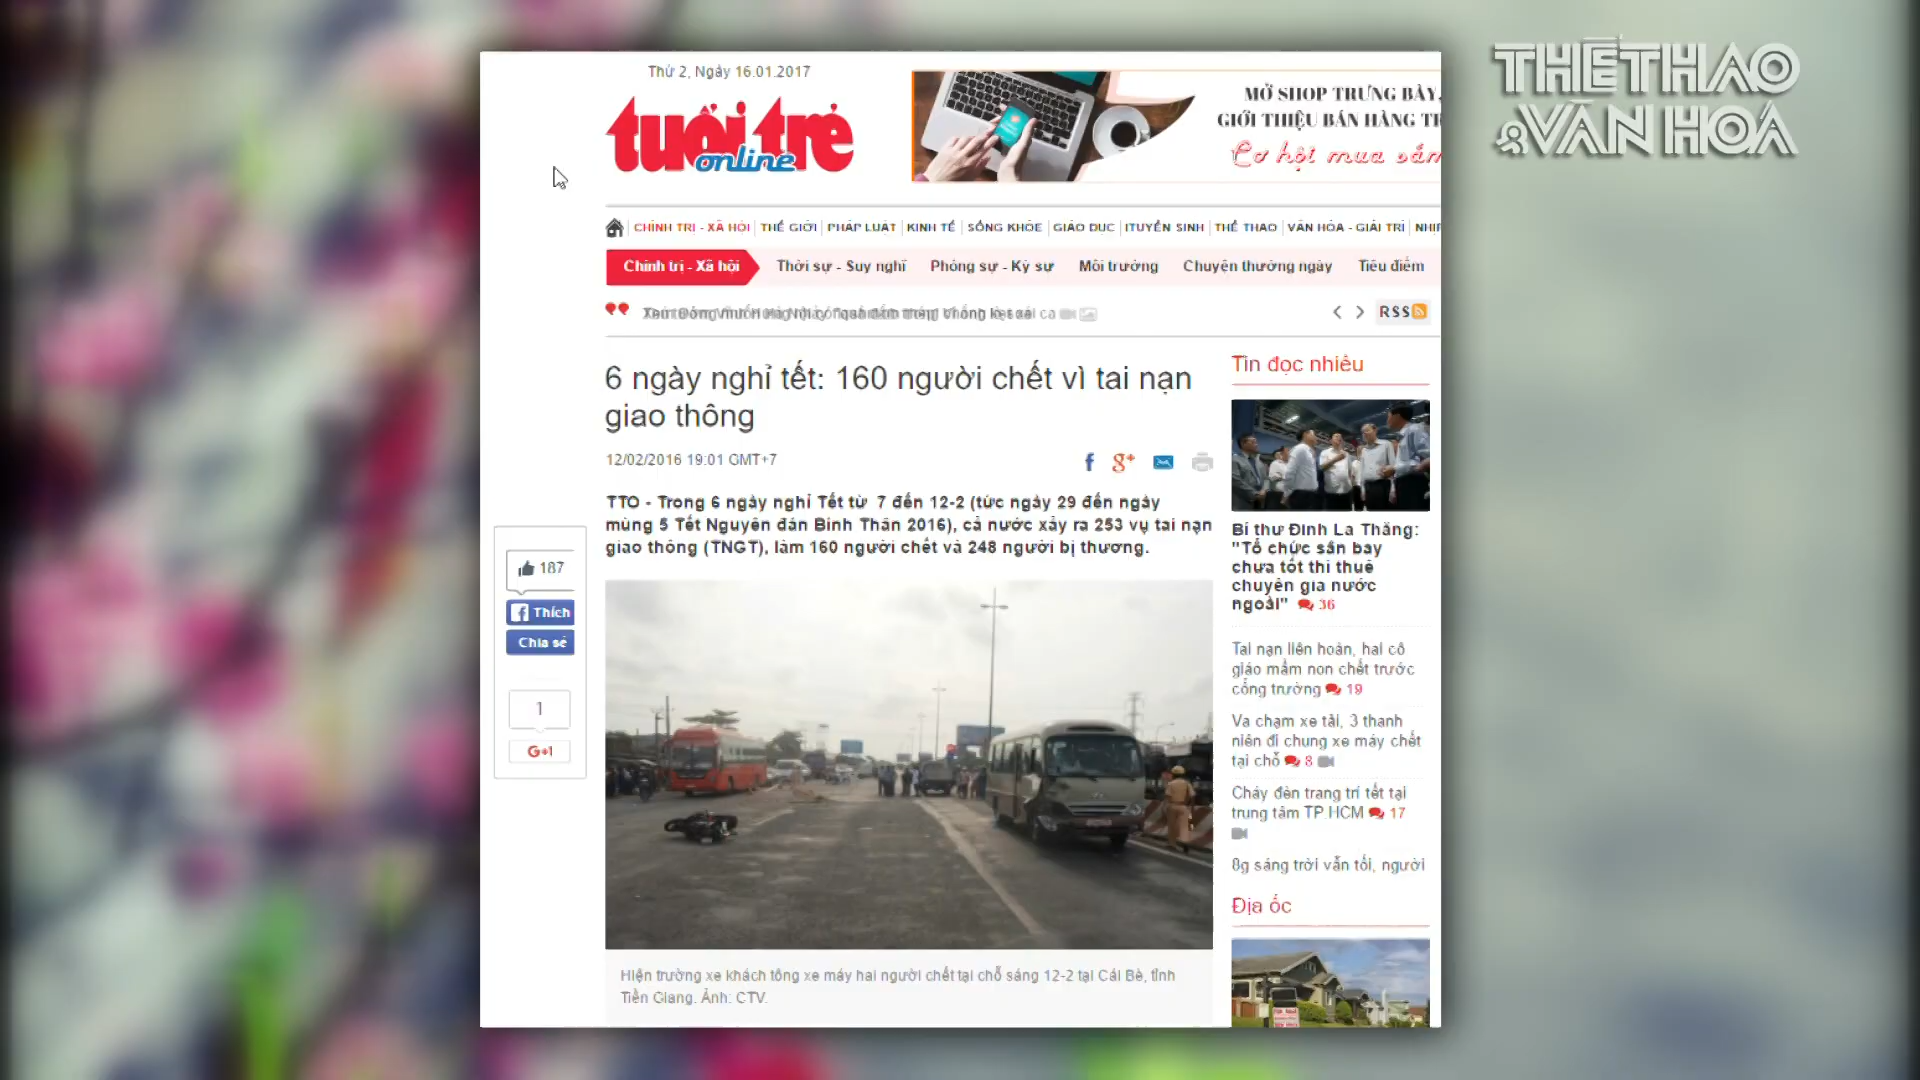 Thứ 2, Ngày 16.01.2017
tuổi trẻ
online
MỞ SHOP TRƯNG BÀY,
GIỚI THIỆU BÁN HÀNG TR
Cơ hội mua sắm
THỂ THAO
& VĂN HOÁ
CHÍNH TRỊ - XÃ HỘI | THẾ GIỚI | PHÁP LUẬT | KINH TẾ | SỐNG KHỎE | GIÁO DỤC | TUYỂN SINH | THỂ THAO | VĂN HÓA - GIẢI TRÍ | NHỊP
Chính trị - Xã hội Thời sự - Suy nghĩ Phóng sự - Ký sự Môi trường Chuyện thường ngày Tiêu điểm
RSS
6 ngày nghỉ tết: 160 người chết vì tai nạn
giao thông
12/02/2016 19:01 GMT+7
TTO - Trong 6 ngày nghỉ Tết từ 7 đến 12-2 (tức ngày 29 đến ngày
mùng 5 Tết Nguyên đán Bính Thân 2016), cả nước xảy ra 253 vụ tai nạn
giao thông (TNGT), làm 160 người chết và 248 người bị thương.
187
Thích
Chia sẻ
1
G+1
Hiện trường xe khách tông xe máy hai người chết tại chỗ sáng 12-2 tại Cái Bè, tỉnh
Tiền Giang. Ảnh: CTV.
Tin đọc nhiều
Bí thư Đinh La Thăng:
"Tổ chức sân bay
chưa tốt thì thuê
chuyên gia nước
ngoài" 36
Tai nạn liên hoàn, hai cô
giáo mầm non chết trước
cổng trường 19
Va chạm xe tải, 3 thanh
niên đi chung xe máy chết
tại chỗ 8
Cháy đèn trang trí tết tại
trung tâm TP.HCM 17
8g sáng trời vẫn tối, người
Địa ốc